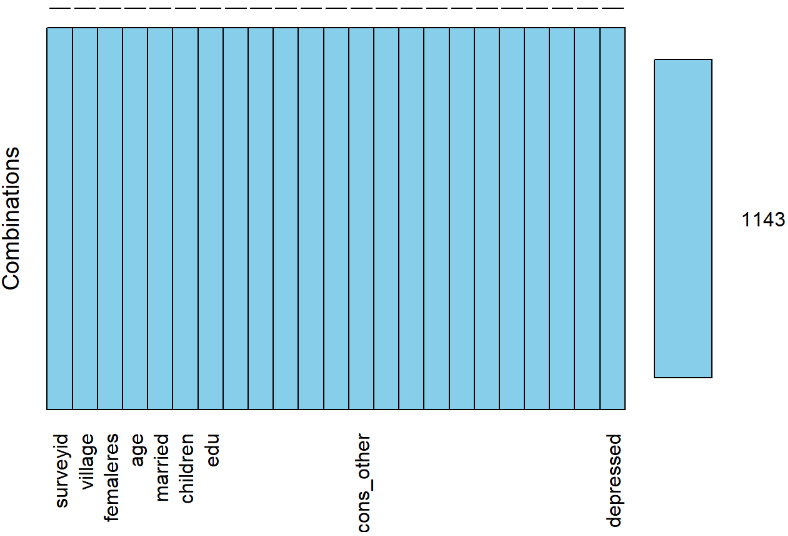 Combinations
surveyid
village
femaleres
age
married
children
edu
cons_other
depressed
1143